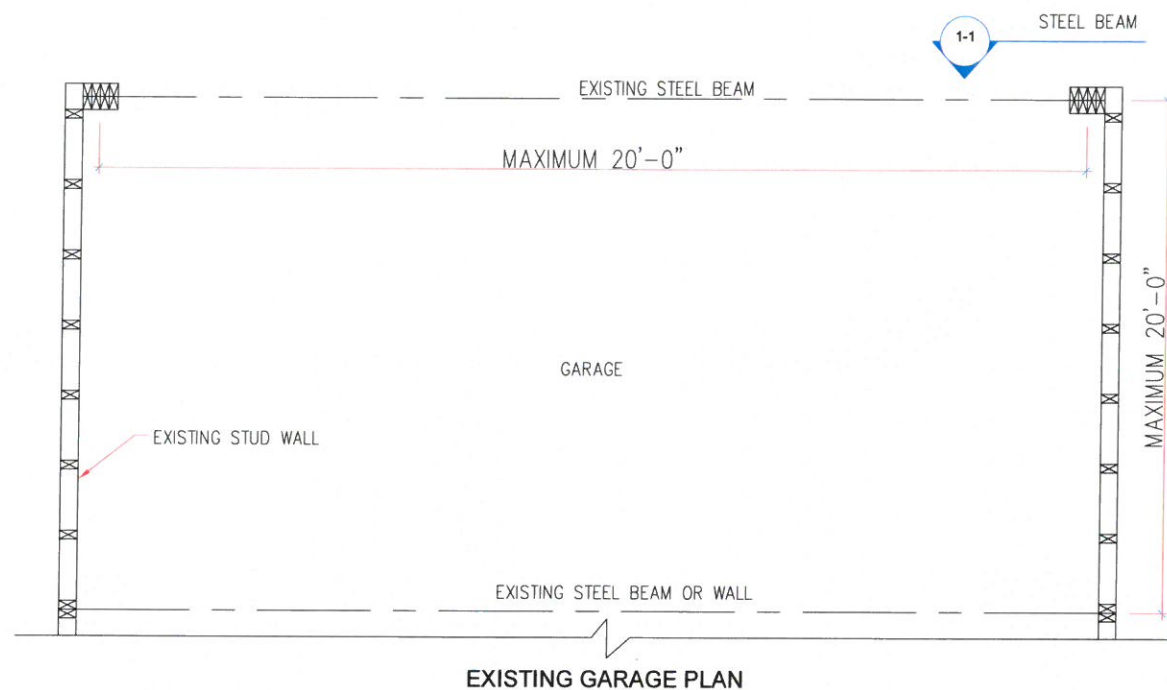 STEEL BEAM
1-1
EXISTING STEEL BEAM
MAXIMUM 20'-0"
MAXIMUM 20'-0"
GARAGE
EXISTING STUD WALL
EXISTING STEEL BEAM OR WALL
EXISTING GARAGE PLAN